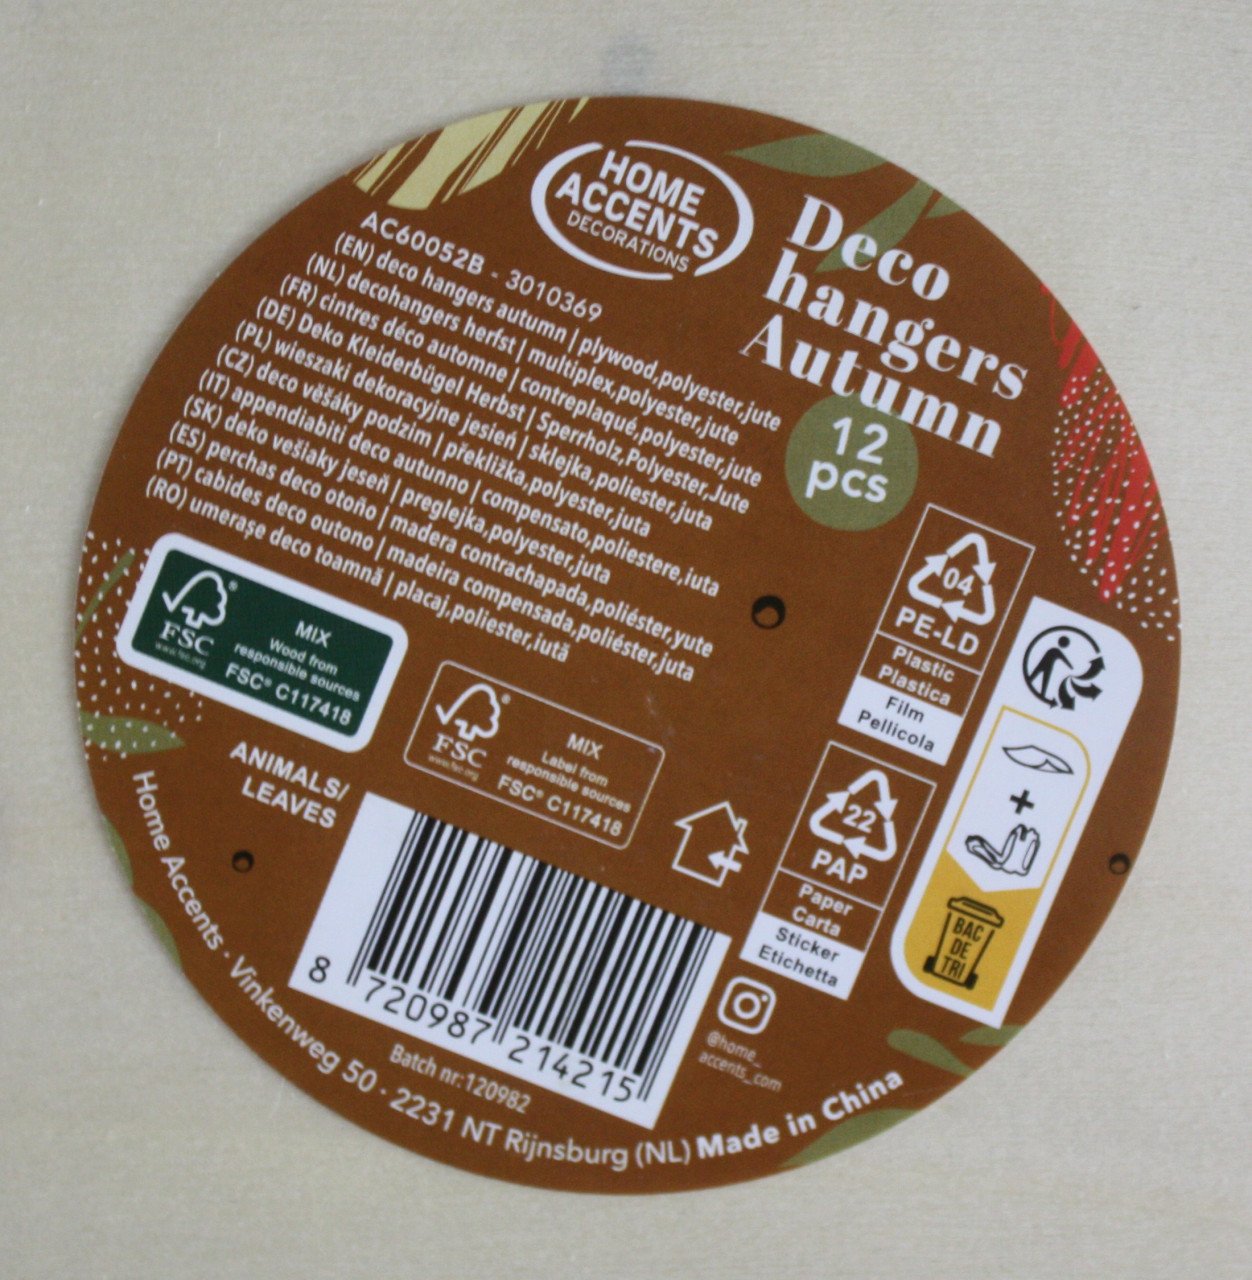 HOME
ACCENTS
DECORATIONS
Deco
hangers
Autumn
12
pcs
AC60052B - 3010369
(EN) deco hangers autumn | plywood,polyester,jute
(NL) decohangers herfst | multiplex,polyester,jute
(FR) cintres déco automne | contreplaqué,polyester,jute
(DE) Deko Kleiderbügel Herbst | Sperrholz,Polyester,Jute
(PL) wieszaki dekoracyjne jesień | sklejka,poliester,juta
(CZ) deco věšáky podzim | překližka,polyester,juta
(IT) appendiabiti deco autunno | compensato,poliestere,iuta
(SK) deko vešiaky jeseň | preglejka,polyester,juta
(ES) perchas deco otoño | madera contrachapada,poliéster,yute
(PT) cabides deco outono | madeira compensada,poliéster,juta
(RO) umerașe deco toamnă | placaj,poliester,iută
FSC®
www.fsc.org
MIX
Wood from
responsible sources
FSC® C117418
FSC®
www.fsc.org
MIX
Label from
responsible sources
FSC® C117418
ANIMALS/
LEAVES
04
PE-LD
Plastic
Plastica
Film
Pellicola
22
PAP
Paper
Carta
Sticker
Etichetta
+
BAC
DE
TRI
8 720987 214215
Batch nr:120982
@home_
accents_com
Home Accents · Vinkenweg 50 · 2231 NT Rijnsburg (NL) Made in China